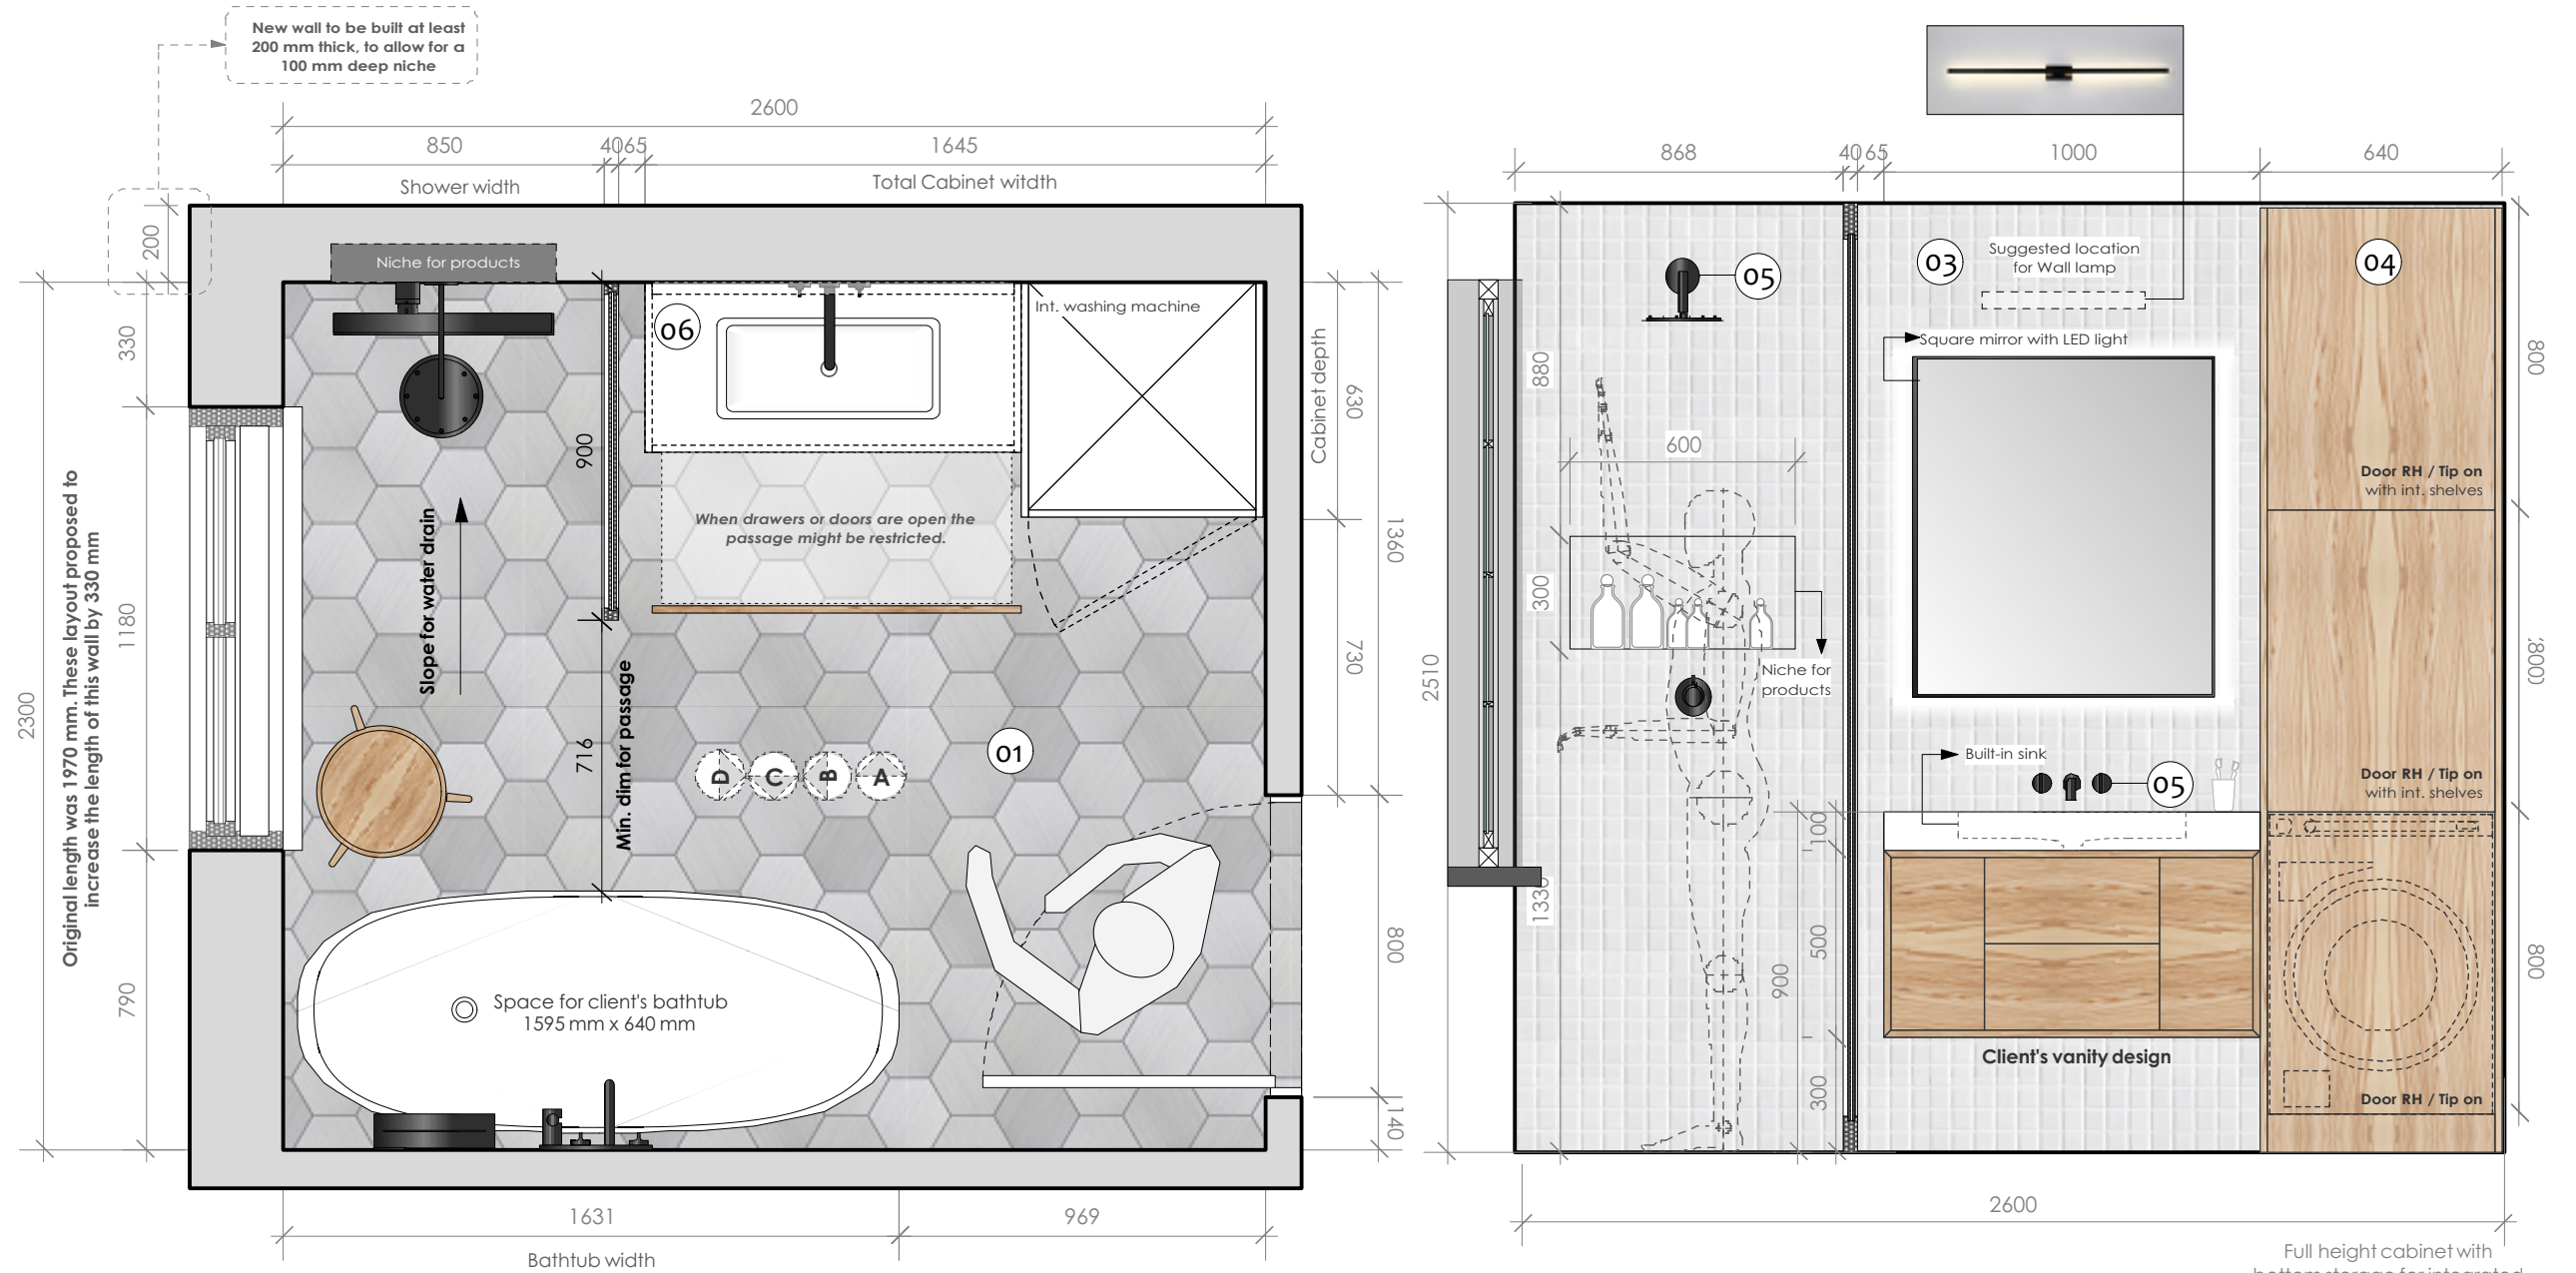 New wall to be built at least
200 mm thick, to allow for a
100 mm deep niche
2600
850
40
65
1645
Shower width
Total Cabinet witdth
200
Niche for products
330
1180
790
2300
Original length was 1970 mm. These layout proposed to
increase the length of this wall by 330 mm
06
Int. washing machine
900
Slope for water drain
When drawers or doors are open the
passage might be restricted.
716
Min. dim for passage
D
C
B
A
01
Space for client's bathtub
1595 mm x 640 mm
Cabinet depth
630
730
1360
800
140
1631
969
Bathtub width
868
40
65
1000
640
05
03
Suggested location
for Wall lamp
04
Square mirror with LED light
880
600
300
2510
Niche for
products
1330
Built-in sink
05
100
500
900
300
Client's vanity design
Door RH / Tip on
with int. shelves
Door RH / Tip on
with int. shelves
Door RH / Tip on
800
800
2600
Full height cabinet with